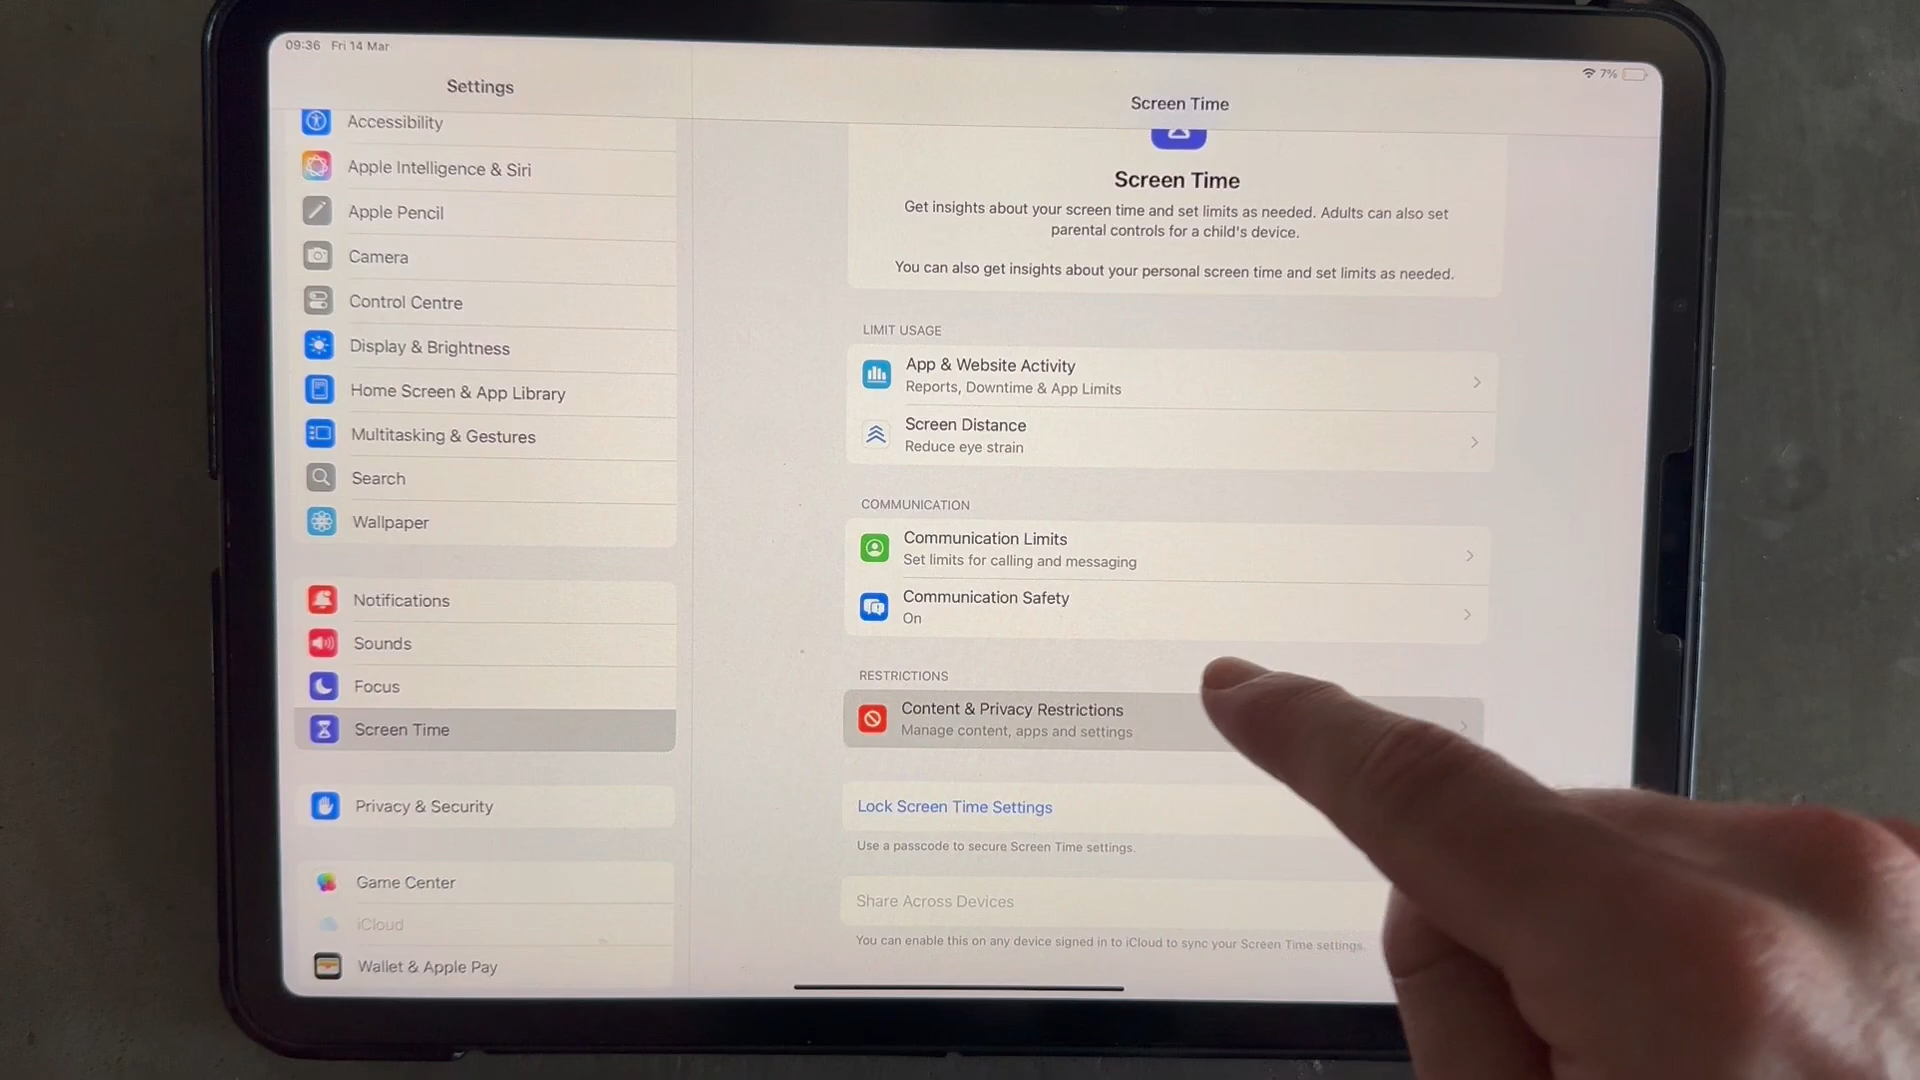 09:36 Fri 14 Mar
7%
Settings
Accessibility
Apple Intelligence & Siri
Apple Pencil
Camera
Control Centre
Display & Brightness
Home Screen & App Library
Multitasking & Gestures
Search
Wallpaper
Notifications
Sounds
Focus
Screen Time
Privacy & Security
Game Center
iCloud
Wallet & Apple Pay
Screen Time
Screen Time
Get insights about your screen time and set limits as needed. Adults can also set
parental controls for a child's device.
You can also get insights about your personal screen time and set limits as needed.
LIMIT USAGE
App & Website Activity
Reports, Downtime & App Limits
Screen Distance
Reduce eye strain
COMMUNICATION
Communication Limits
Set limits for calling and messaging
Communication Safety
On
RESTRICTIONS
Content & Privacy Restrictions
Manage content, apps and settings
Lock Screen Time Settings
Use a passcode to secure Screen Time settings.
Share Across Devices
You can enable this on any device signed in to iCloud to sync your Screen Time settings.